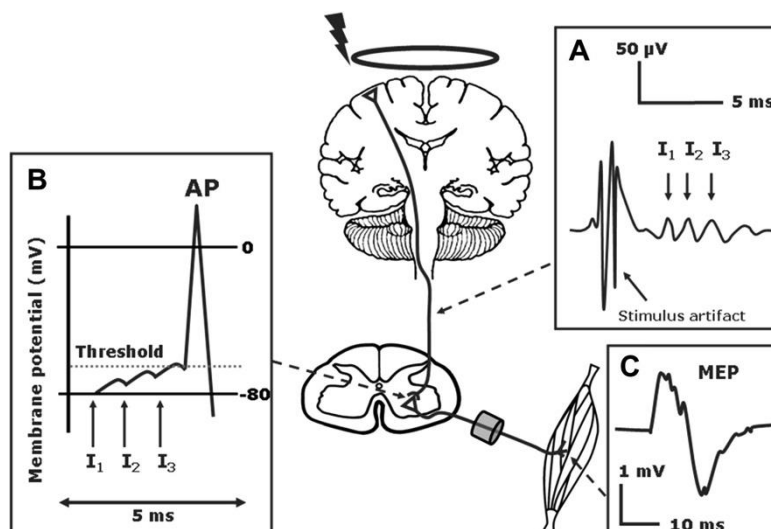 A
50 µV
5 ms
I1 I2 I3
Stimulus artifact
B
AP
0
Membrane potential (mV)
Threshold
-80
I1 I2 I3
5 ms
C
MEP
1 mV
10 ms